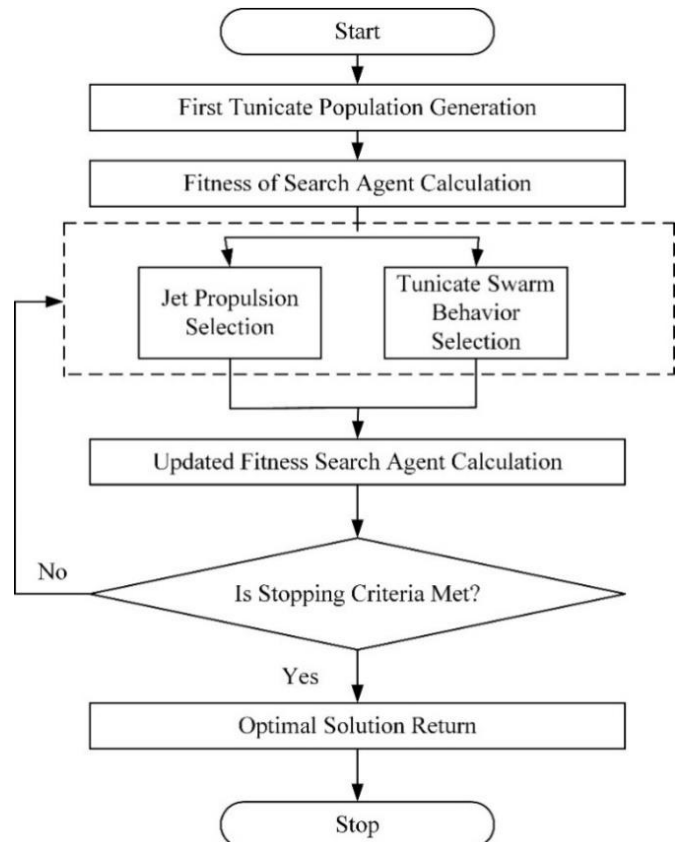 Start
First Tunicate Population Generation
Fitness of Search Agent Calculation
Jet Propulsion
Selection
Tunicate Swarm
Behavior
Selection
Updated Fitness Search Agent Calculation
No
Is Stopping Criteria Met?
Yes
Optimal Solution Return
Stop